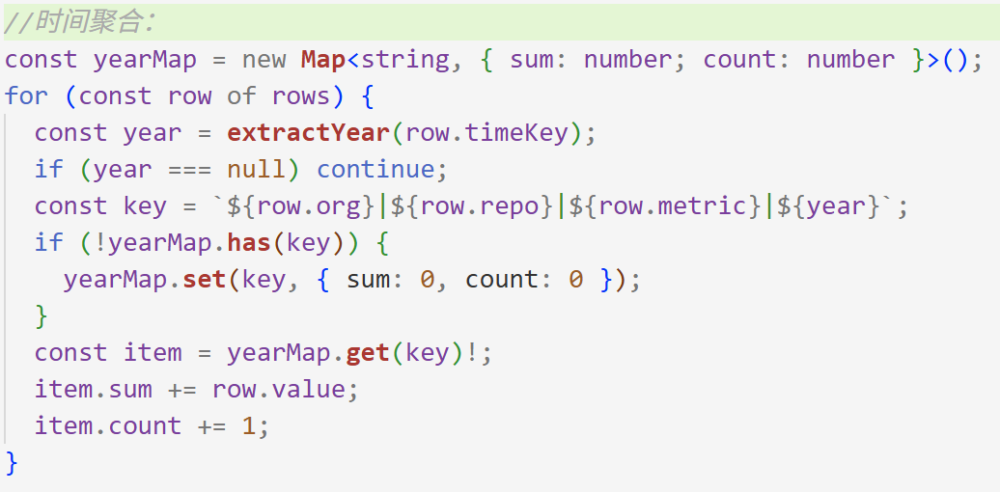 //时间聚合：
const yearMap = new Map<string, { sum: number; count: number }>();
for (const row of rows) {
  const year = extractYear(row.timeKey);
  if (year === null) continue;
  const key = `${row.org}|${row.repo}|${row.metric}|${year}`;
  if (!yearMap.has(key)) {
    yearMap.set(key, { sum: 0, count: 0 });
  }
  const item = yearMap.get(key)!;
  item.sum += row.value;
  item.count += 1;
}